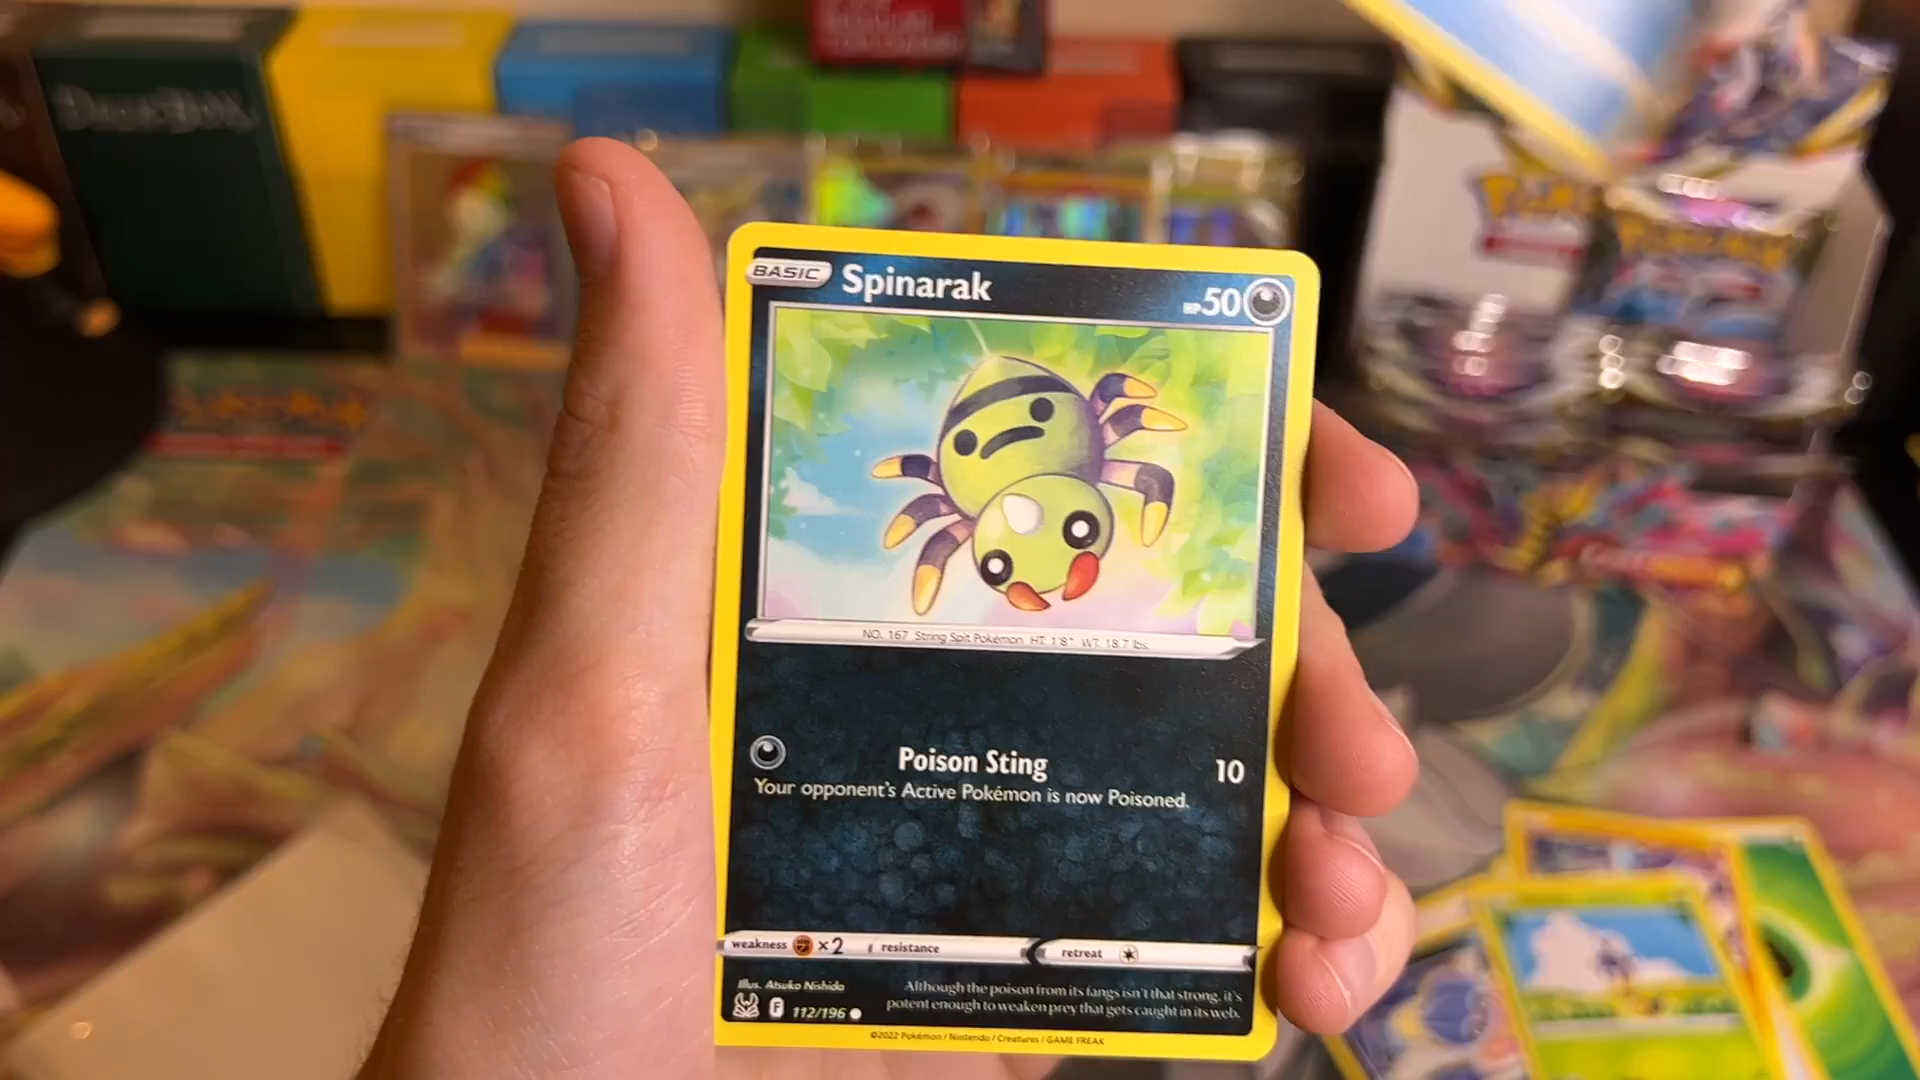 BASIC Spinarak HP 50
NO. 167 String Spit Pokémon HT. 1'8" WT. 18.7 lbs.
Poison Sting 10
Your opponent's Active Pokémon is now Poisoned.
weakness ×2 resistance retreat
Illus. Atsuko Nishida
Although the poison from its fangs isn't that strong, it's
potent enough to weaken prey that gets caught in its web.
F 112/196
©2022 Pokémon / Nintendo / Creatures / GAME FREAK